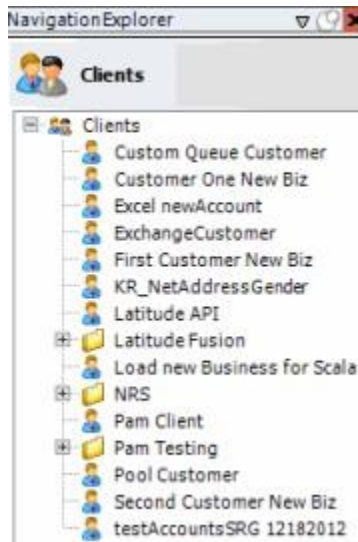 NavigationExplorer
Clients
Clients
Custom Queue Customer
Customer One New Biz
Excel newAccount
ExchangeCustomer
First Customer New Biz
KR_NetAddressGender
Latitude API
Latitude Fusion
Load new Business for Scala
NRS
Pam Client
Pam Testing
Pool Customer
Second Customer New Biz
testAccountsSRG 12182012